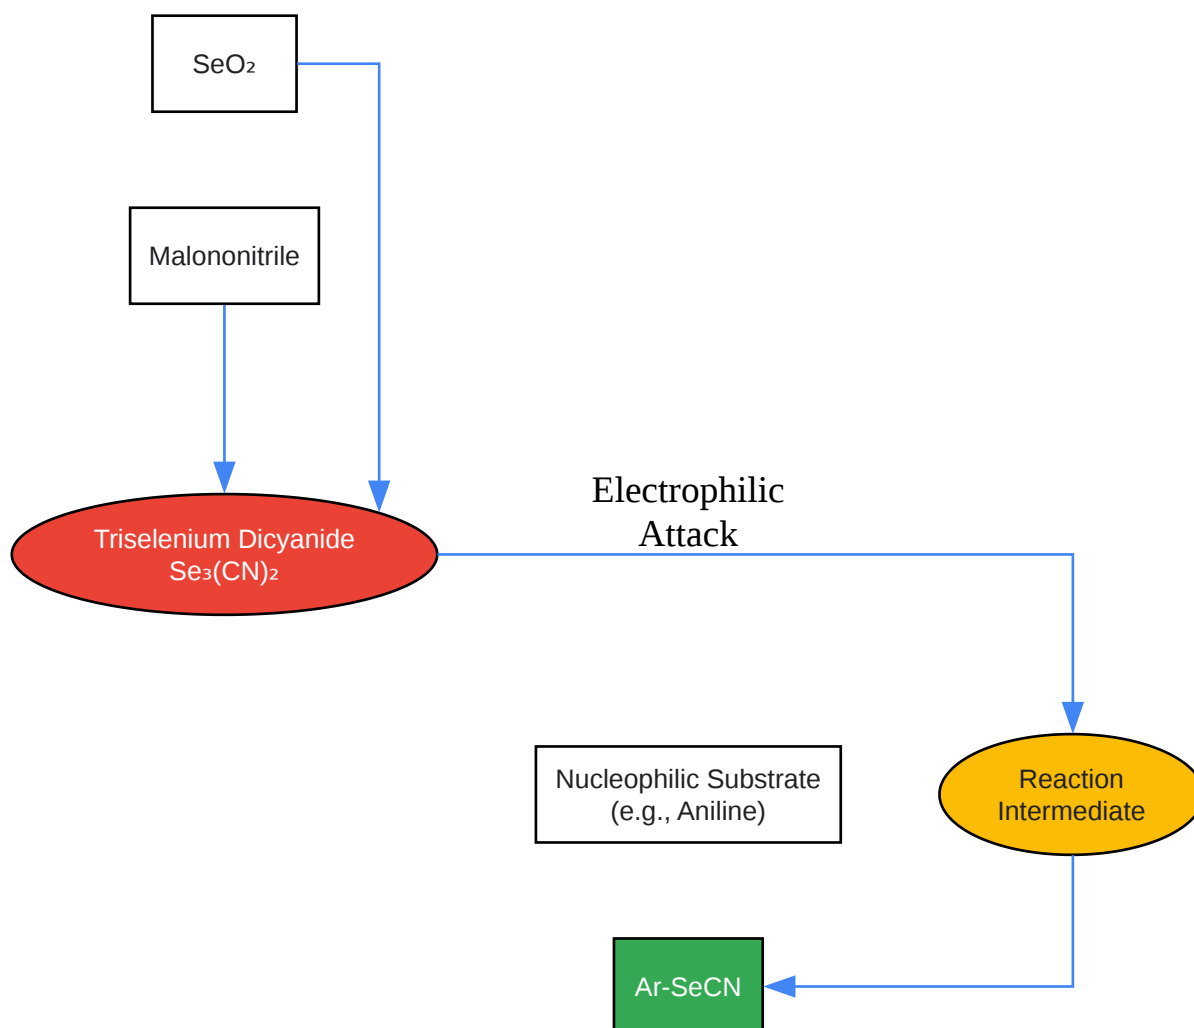 SeO₂
Malononitrile
Triselenium Dicyanide
Se₃(CN)₂
Electrophilic
Attack
Nucleophilic Substrate
(e.g., Aniline)
Reaction
Intermediate
Ar-SeCN